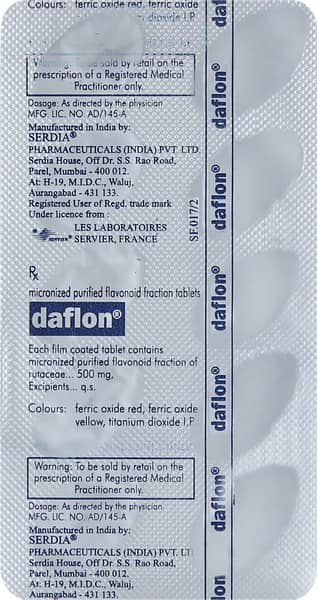 Colours: ferric oxide red, ferric oxide
dioxide I.P
Warning: To be sold by retail on the
prescription of a Registered Medical
Practitioner only.
Dosage: As directed by the physician
MFG. LIC. NO. AD/145-A
Manufactured in India by:
SERDIA®
PHARMACEUTICALS (INDIA) PVT. LTD.
Serdia House, Off Dr. S.S. Rao Road,
Parel, Mumbai - 400 012.
At: H-19, M.I.D.C., Waluj,
Aurangabad - 431 133.
Registered User of Regd. trade mark
Under licence from :
SERVIER
LES LABORATOIRES
SERVIER, FRANCE
SF 017/2
℞
micronized purified flavonoid fraction tablets
daflon®
Each film coated tablet contains
micronized purified flavonoid fraction of
rutaceae... 500 mg,
Excipients... q.s.
Colours: ferric oxide red, ferric oxide
yellow, titanium dioxide I.P
Warning: To be sold by retail on the
prescription of a Registered Medical
Practitioner only.
Dosage: As directed by the physician
MFG. LIC. NO. AD/145-A
Manufactured in India by:
SERDIA®
PHARMACEUTICALS (INDIA) PVT. LT
Serdia House, Off Dr. S.S. Rao Road,
Parel, Mumbai - 400 012.
At: H-19, M.I.D.C., Waluj,
Aurangabad - 431 133.
daflon®
daflon®
daflon®
daflon®
daflon®
lon